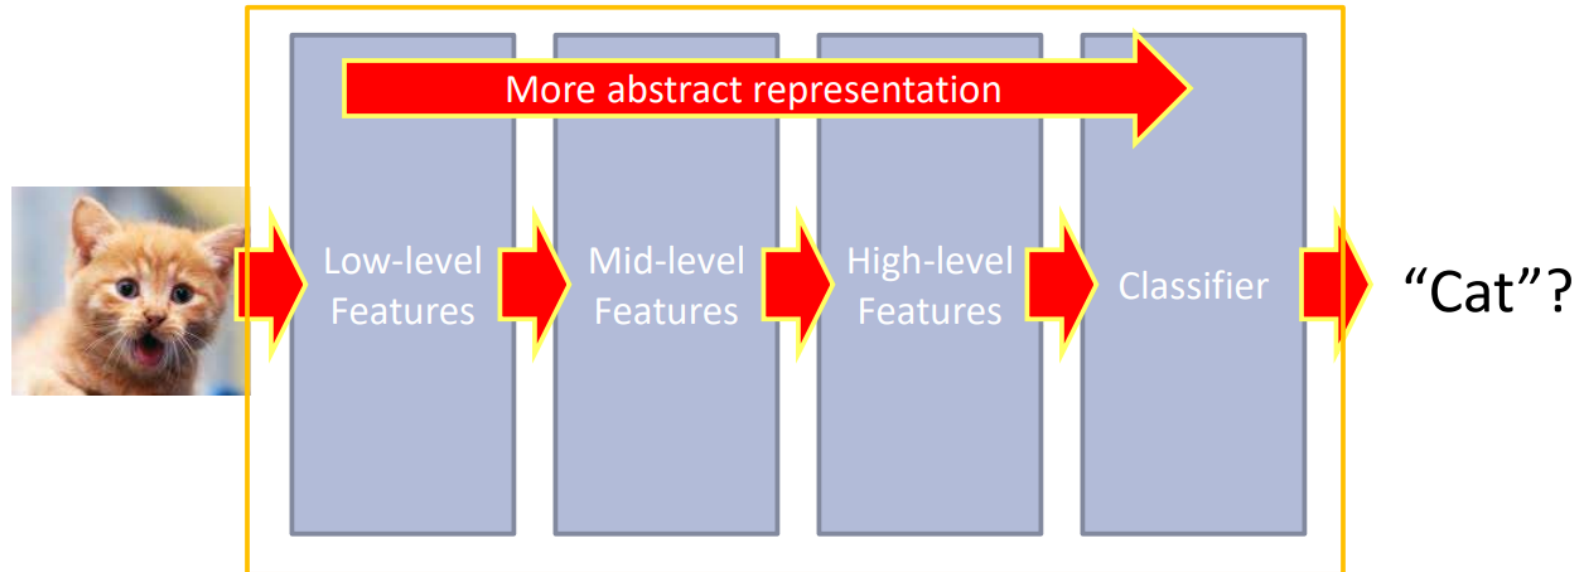 More abstract representation
Low-level
Features
Mid-level
Features
High-level
Features
Classifier
“Cat”?